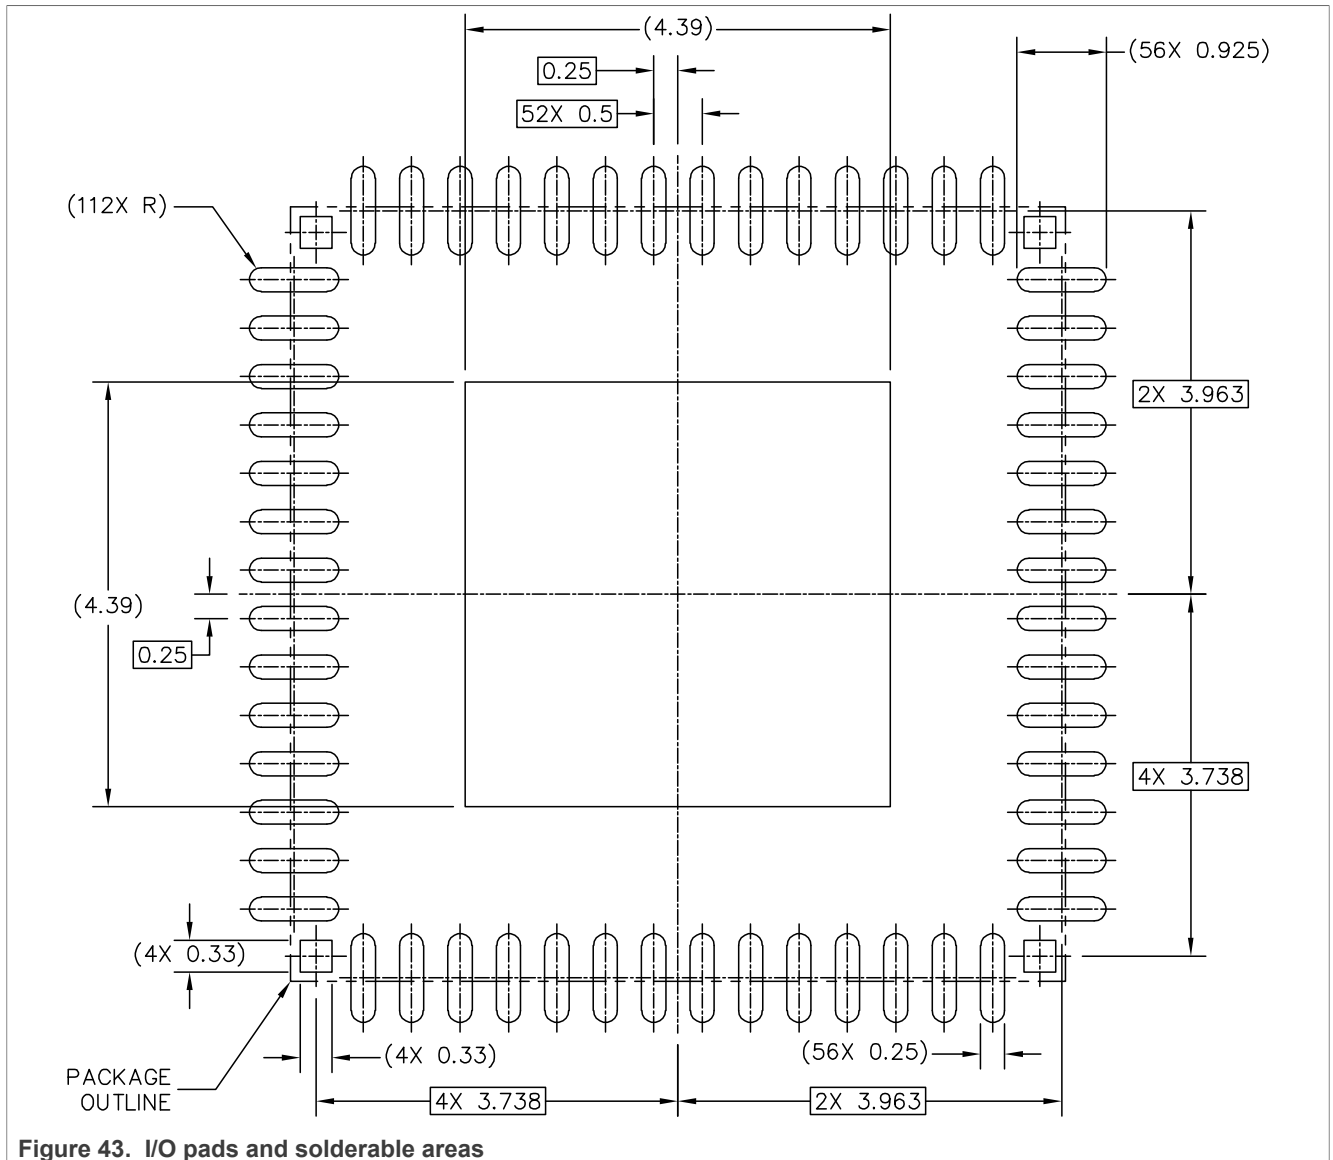 (4.39)
0.25
(56X 0.925)
52X 0.5
(112X R)
2X 3.963
(4.39)
0.25
4X 3.738
(4X 0.33)
(4X 0.33)
(56X 0.25)
PACKAGE
OUTLINE
4X 3.738
2X 3.963
Figure 43. I/O pads and solderable areas